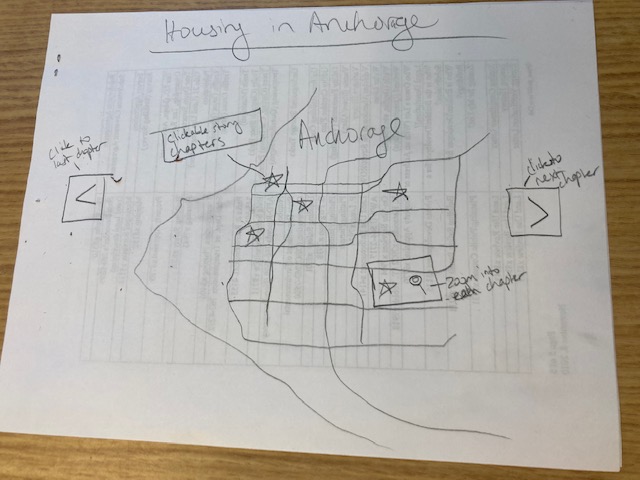 Housing in Anchorage
Clickable story
chapters
Anchorage
click to
last chapter
<
click to
next
chapter
>
zoom into
each chapter